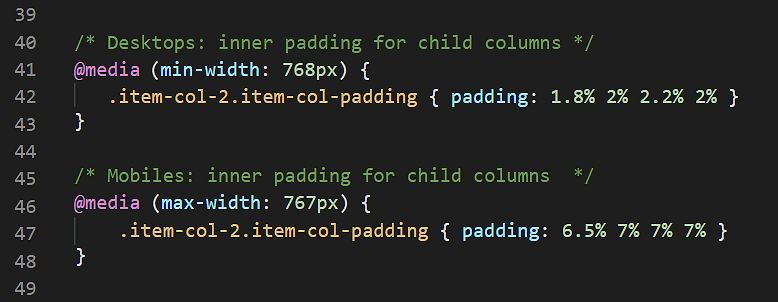 39
40 /* Desktops: inner padding for child columns */
41 @media (min-width: 768px) {
42 .item-col-2.item-col-padding { padding: 1.8% 2% 2.2% 2% }
43 }
44
45 /* Mobiles: inner padding for child columns  */
46 @media (max-width: 767px) {
47 .item-col-2.item-col-padding { padding: 6.5% 7% 7% 7% }
48 }
49